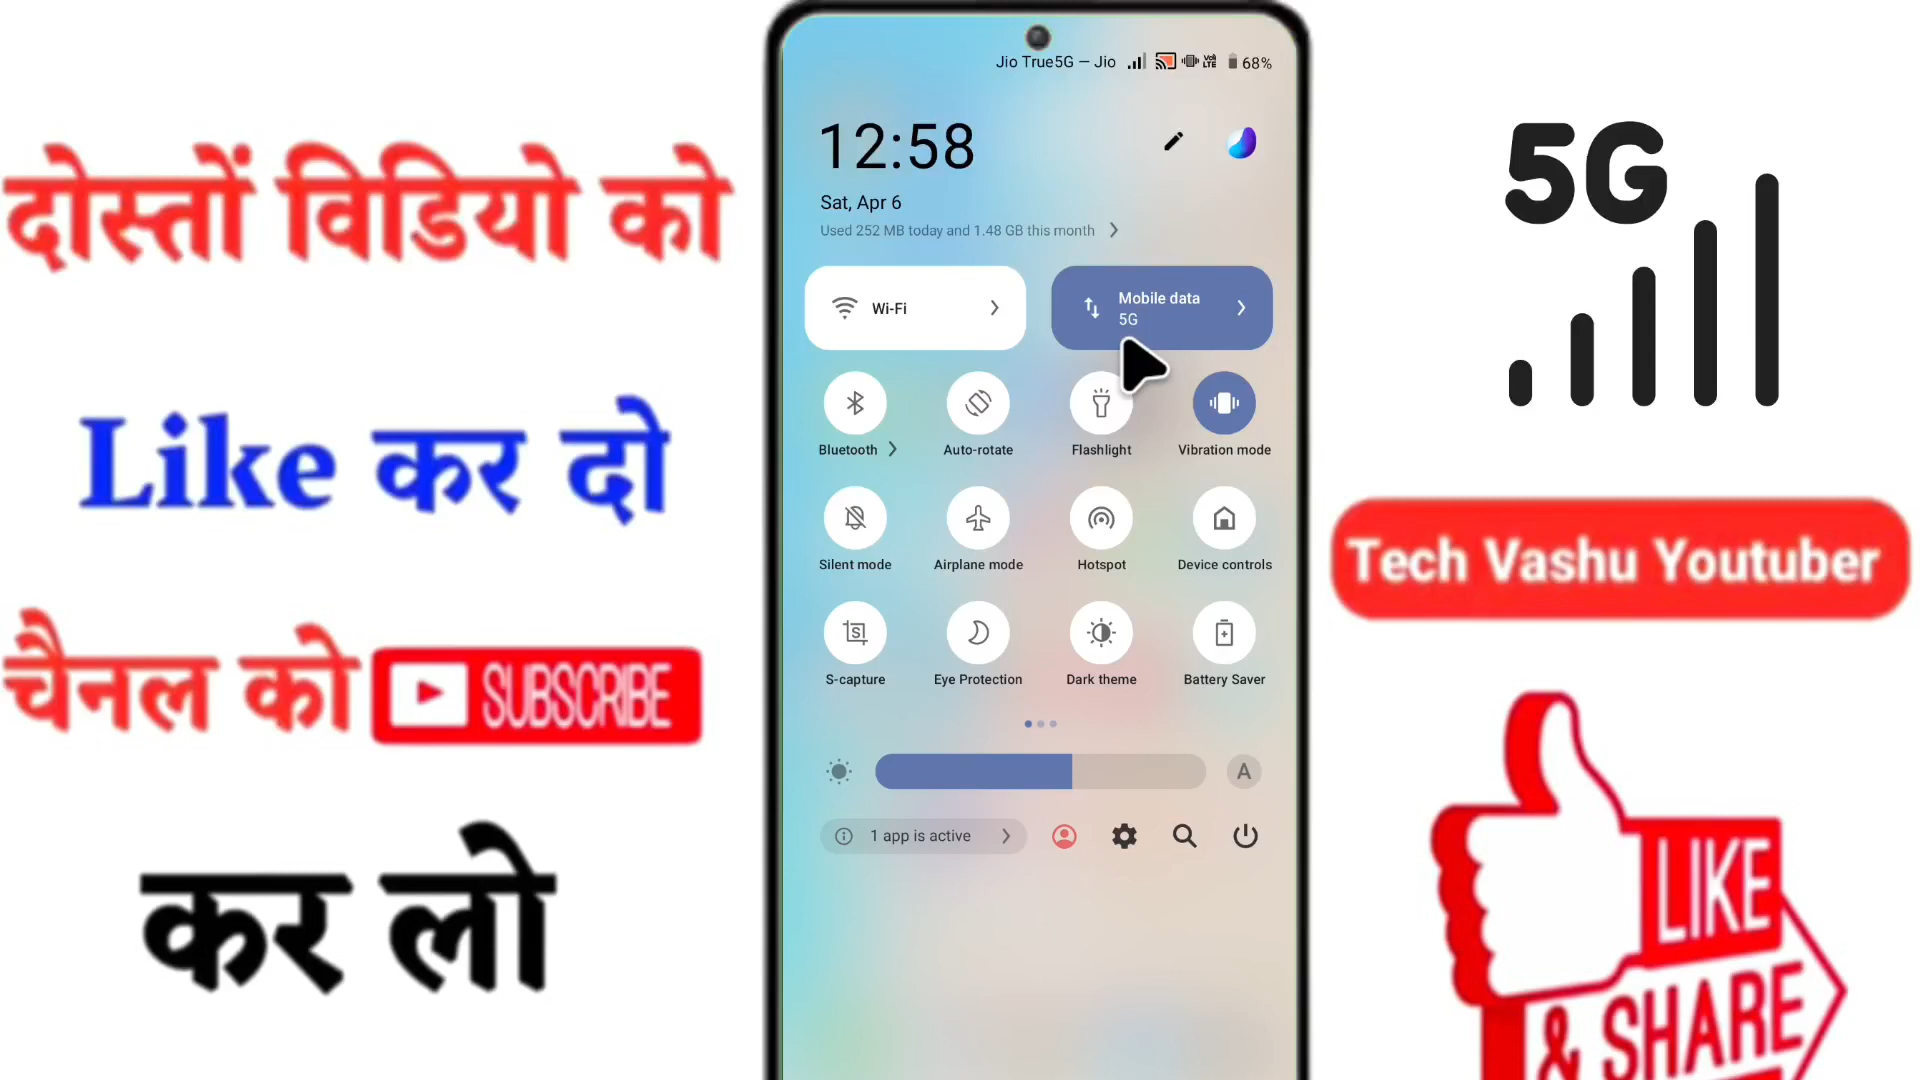 दोस्तों विडियो को
Like कर दो
चैनल को SUBSCRIBE
कर लो
Jio True5G — Jio
68%
12:58
Sat, Apr 6
Used 252 MB today and 1.48 GB this month
Wi-Fi
Mobile data
5G
Bluetooth
Auto-rotate
Flashlight
Vibration mode
Silent mode
Airplane mode
Hotspot
Device controls
S-capture
Eye Protection
Dark theme
Battery Saver
A
1 app is active
5G
Tech Vashu Youtuber
LIKE
& SHARE